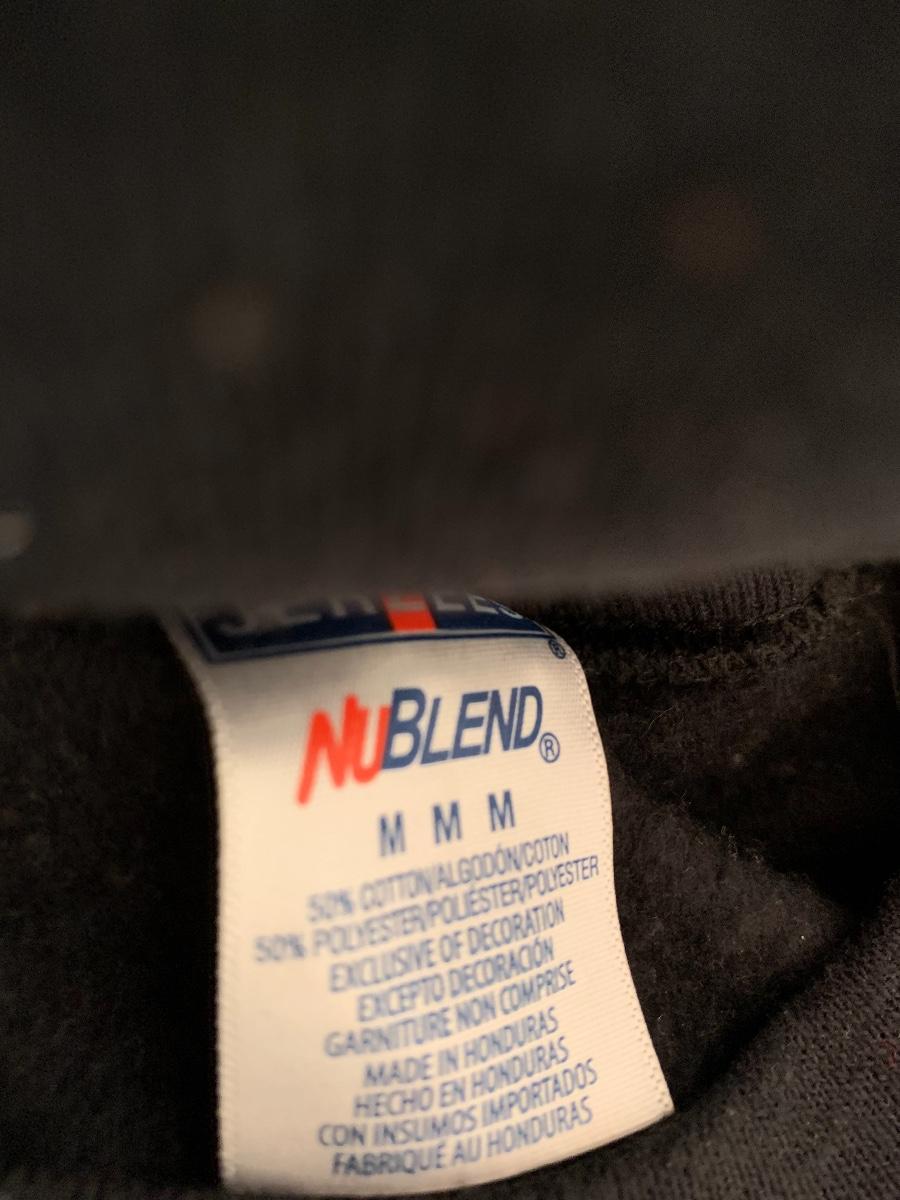 ®
NUBLEND®
M M M
50% COTTON/ALGODÓN/COTON
50% POLYESTER/POLIÉSTER/POLYESTER
EXCLUSIVE OF DECORATION
EXCEPTO DECORACIÓN
GARNITURE NON COMPRISE
MADE IN HONDURAS
HECHO EN HONDURAS
CON INSUMOS IMPORTADOS
FABRIQUÉ AU HONDURAS